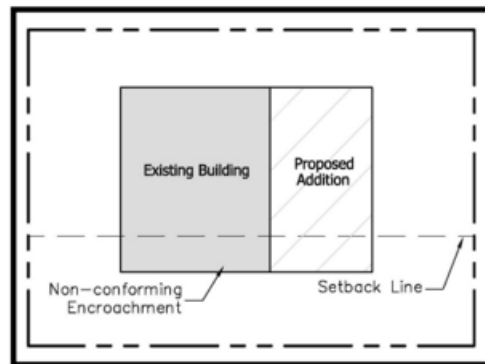 Existing Building
Proposed
Addition
Non-conforming
Encroachment
Setback Line